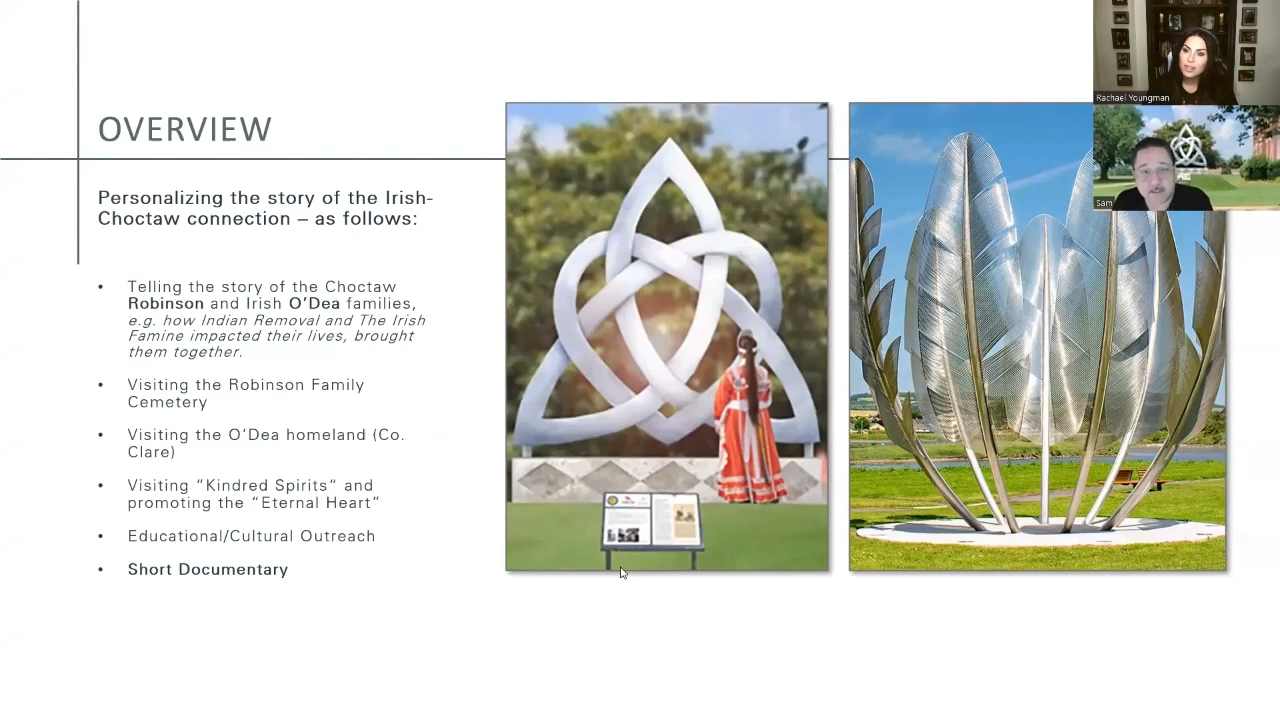 Rachael Youngman
Sam
OVERVIEW
Personalizing the story of the Irish-
Choctaw connection – as follows:
• Telling the story of the Choctaw
Robinson and Irish O’Dea families,
e.g. how Indian Removal and The Irish
Famine impacted their lives, brought
them together.
• Visiting the Robinson Family
Cemetery
• Visiting the O’Dea homeland (Co.
Clare)
• Visiting “Kindred Spirits” and
promoting the “Eternal Heart”
• Educational/Cultural Outreach
• Short Documentary